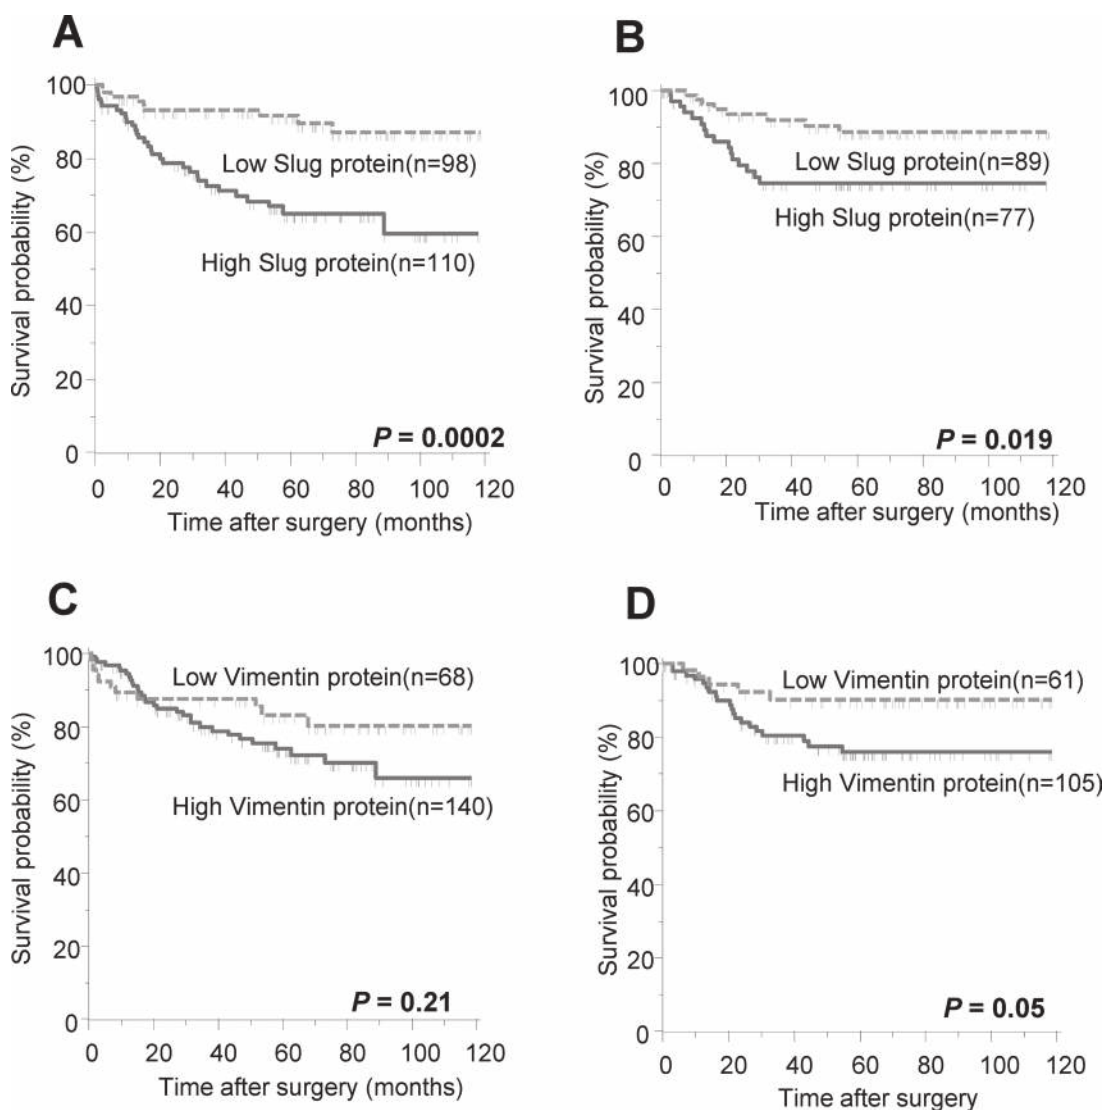 A
Survival probability (%)
100
80
60
40
20
0
Low Slug protein(n=98)
High Slug protein(n=110)
P = 0.0002
0 20 40 60 80 100 120
Time after surgery (months)
B
Survival probability (%)
100
80
60
40
20
0
Low Slug protein(n=89)
High Slug protein(n=77)
P = 0.019
0 20 40 60 80 100 120
Time after surgery (months)
C
Survival probability (%)
100
80
60
40
20
0
Low Vimentin protein(n=68)
High Vimentin protein(n=140)
P = 0.21
0 20 40 60 80 100 120
Time after surgery (months)
D
Survival probability (%)
100
80
60
40
20
0
Low Vimentin protein(n=61)
High Vimentin protein(n=105)
P = 0.05
0 20 40 60 80 100 120
Time after surgery